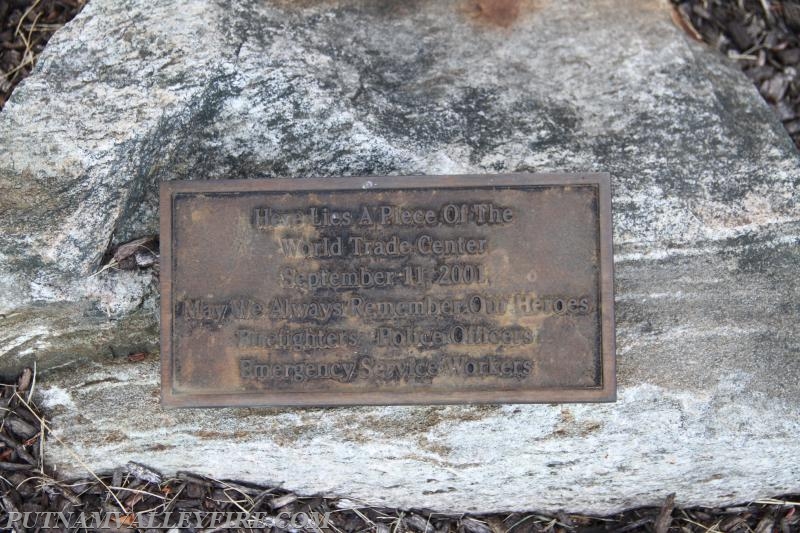 Here Lies A Piece Of The
World Trade Center
September 11, 2001
May We Always Remember Our Heroes
Firefighters Police Officers
Emergency Service Workers
PUTNAMVALLEYFIRE.COM